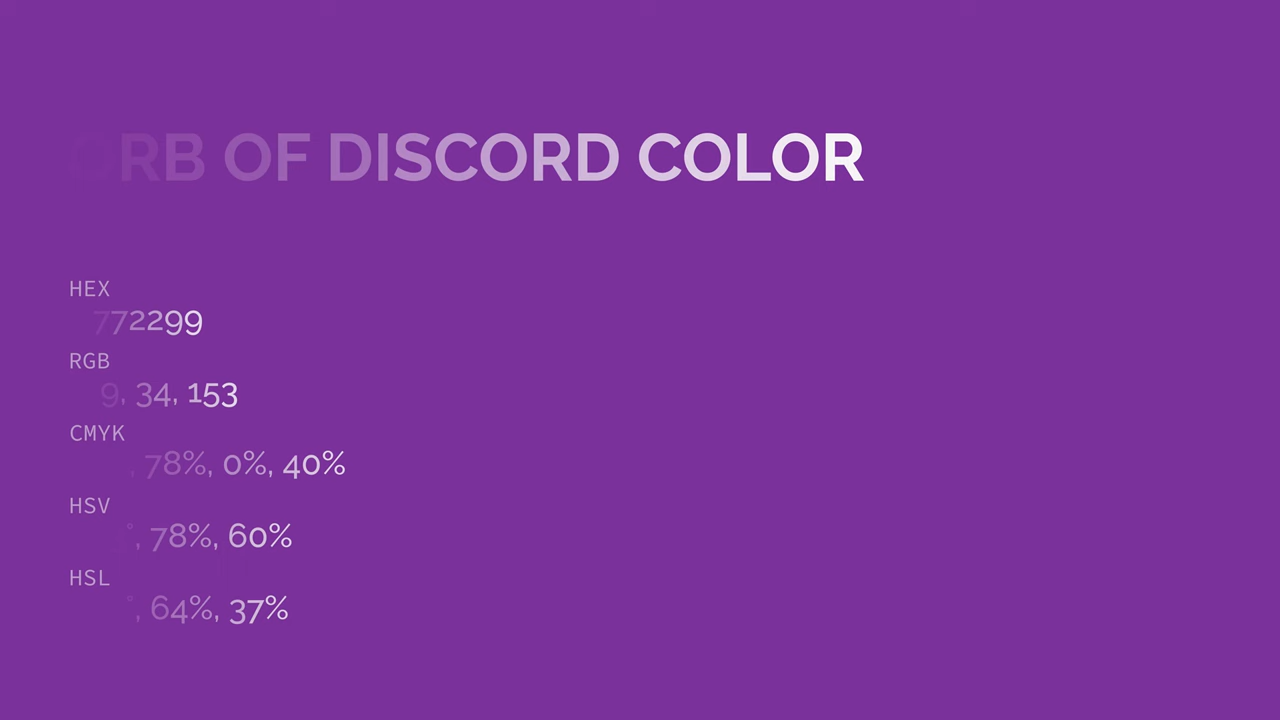 ORB OF DISCORD COLOR
HEX
772299
RGB
9, 34, 153
CMYK
, 78%, 0%, 40%
HSV
°, 78%, 60%
HSL
°, 64%, 37%